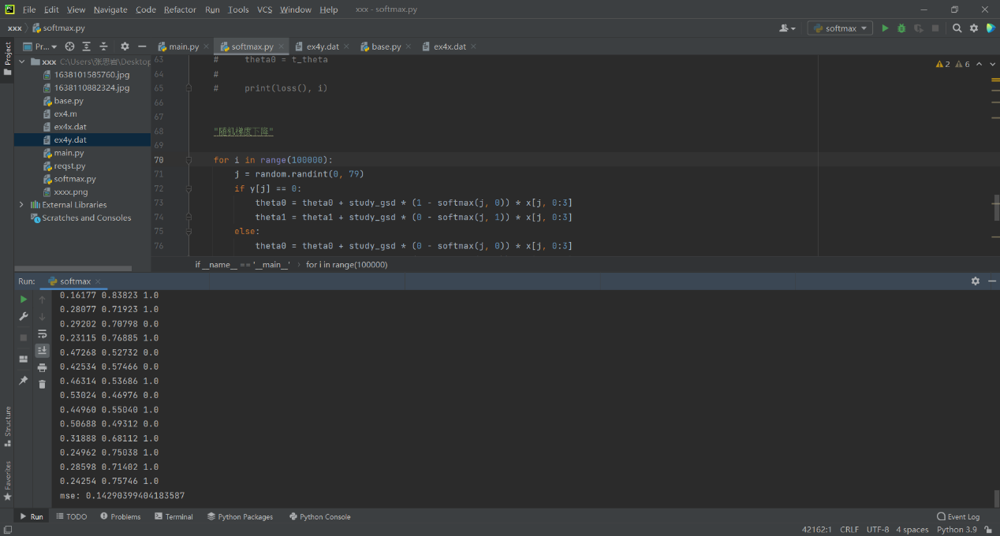 File Edit View Navigate Code Refactor Run Tools VCS Window Help xxx - softmax.py
xxx softmax.py softmax
Project
Pr... main.py softmax.py ex4y.dat base.py ex4x.dat
xxx C:\Users\张思岩\Desktop
1638101585760.jpg
1638110882324.jpg
base.py
ex4.m
ex4x.dat
ex4y.dat
main.py
reqst.py
softmax.py
xxxx.png
External Libraries
Scratches and Consoles
63 # theta0 = t_theta
64 #
65 # print(loss(), i)
66
67
68 "随机梯度下降"
69
70 for i in range(100000):
71 j = random.randint(0, 79)
72 if y[j] == 0:
73 theta0 = theta0 + study_gsd * (1 - softmax(j, 0)) * x[j, 0:3]
74 theta1 = theta1 + study_gsd * (0 - softmax(j, 1)) * x[j, 0:3]
75 else:
76 theta0 = theta0 + study_gsd * (0 - softmax(j, 0)) * x[j, 0:3]
2 6
if __name__ == '__main__' for i in range(100000)
Run: softmax
0.16177 0.83823 1.0
0.28077 0.71923 1.0
0.29202 0.70798 0.0
0.23115 0.76885 1.0
0.47268 0.52732 0.0
0.42534 0.57466 0.0
0.46314 0.53686 1.0
0.53024 0.46976 0.0
0.44960 0.55040 1.0
0.50688 0.49312 0.0
0.31888 0.68112 1.0
0.24962 0.75038 1.0
0.28598 0.71402 1.0
0.24254 0.75746 1.0
mse: 0.14290399404183587
Structure
Favorites
Run TODO Problems Terminal Python Packages Python Console Event Log
42162:1 CRLF UTF-8 4 spaces Python 3.9